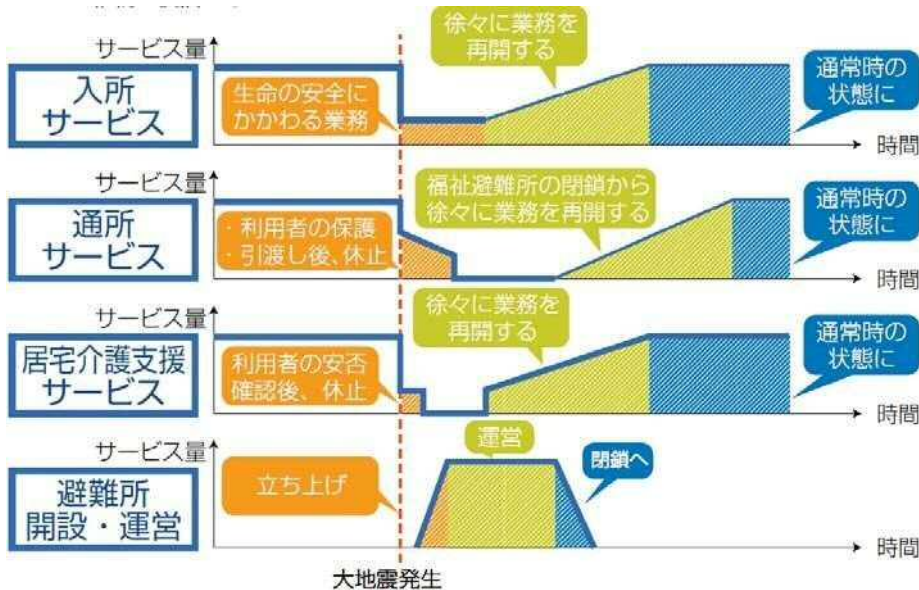 徐々に業務を
再開する
サービス量
入所
サービス
生命の安全に
かかわる業務
通常時の
状態に
時間
サービス量
通所
サービス
・利用者の保護
・引渡し後、休止
福祉避難所の閉鎖から
徐々に業務を再開する
通常時の
状態に
時間
サービス量
居宅介護支援
サービス
利用者の安否
確認後、休止
徐々に業務を
再開する
通常時の
状態に
時間
サービス量
避難所
開設・運営
立ち上げ
運営
閉鎖へ
時間
大地震発生